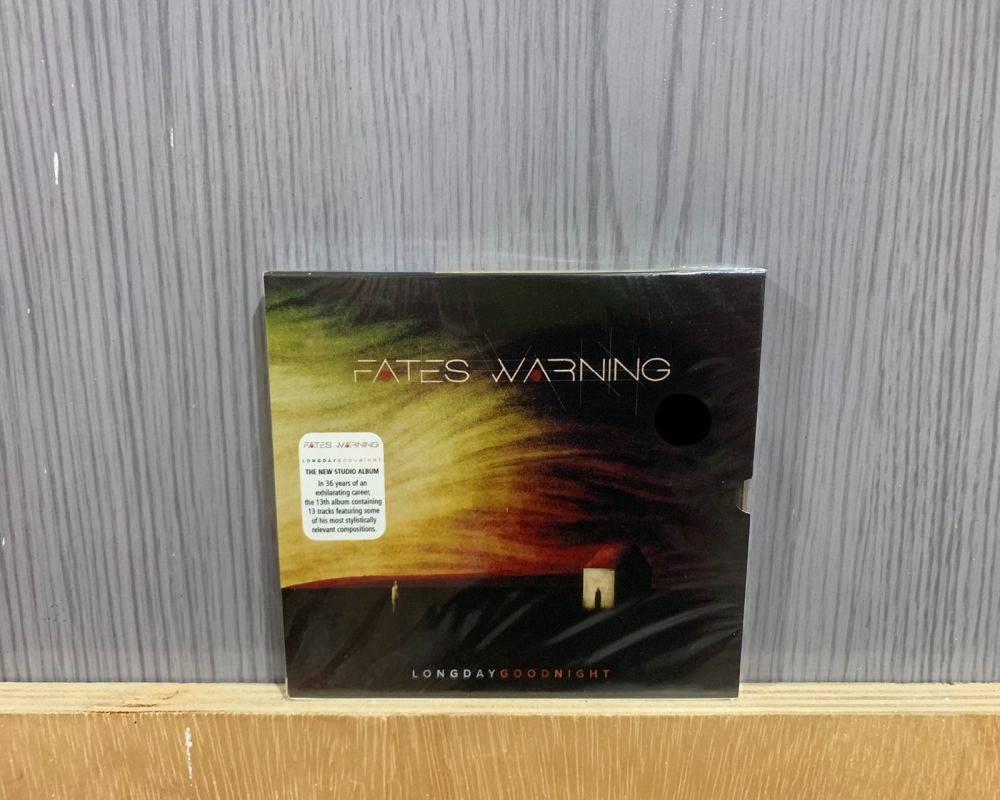 FATES WARNING
FATES WARNING
LONGDAYGOODNIGHT
THE NEW STUDIO ALBUM
In 36 years of an
exhilarating career,
the 13th album containing
13 tracks featuring some
of his most stylistically
relevant compositions.
LONGDAYGOODNIGHT